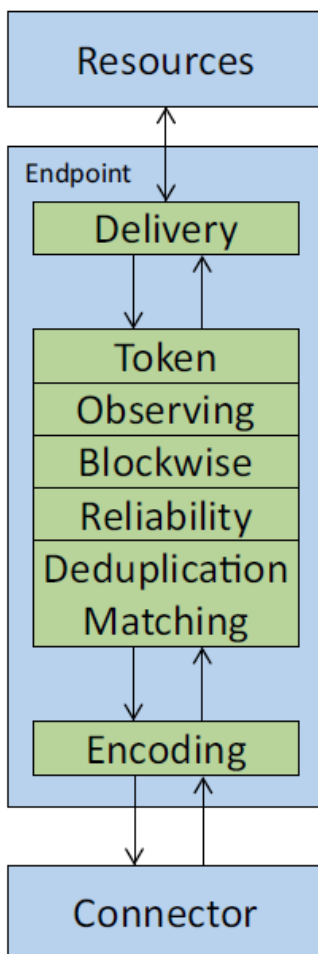 Resources
Endpoint
Delivery
Token
Observing
Blockwise
Reliability
Deduplication
Matching
Encoding
Connector